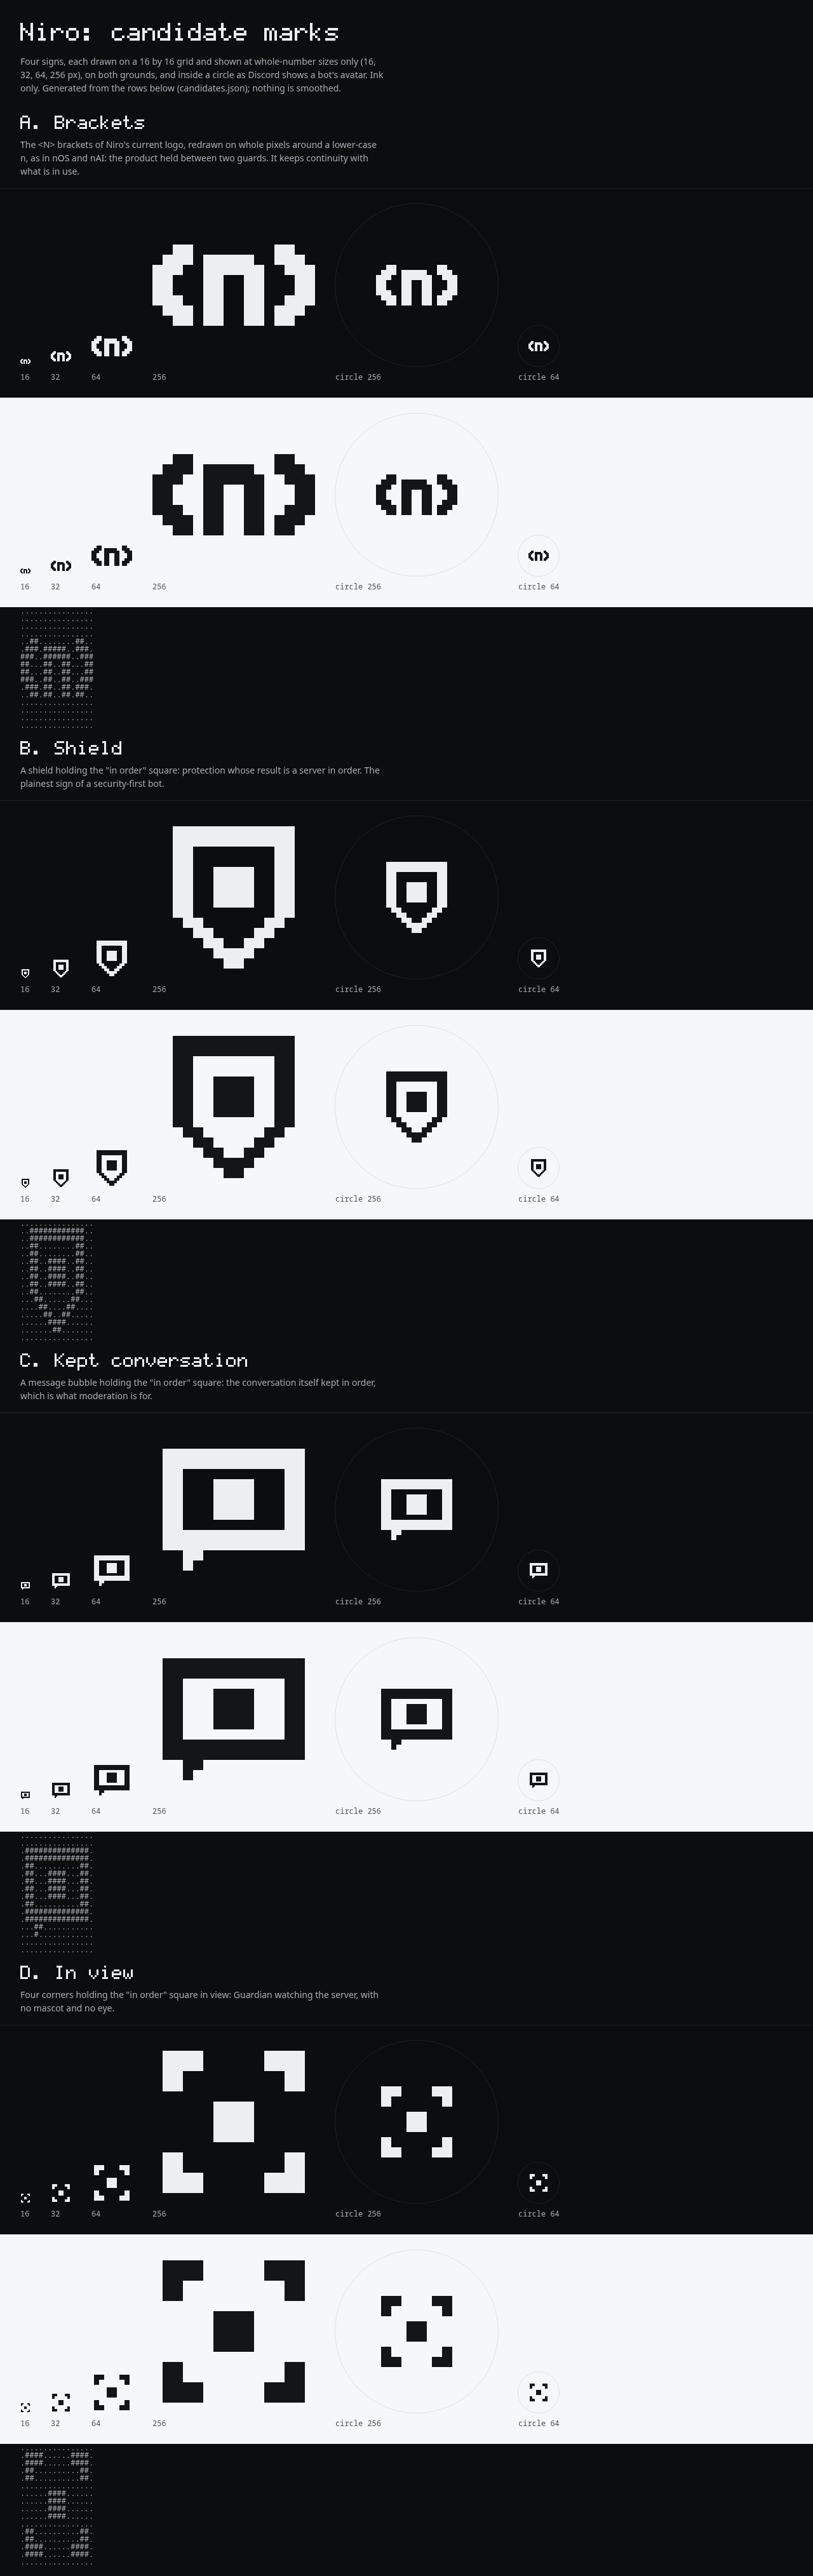 Niro: candidate marks
Four signs, each drawn on a 16 by 16 grid and shown at whole-number sizes only (16,
32, 64, 256 px), on both grounds, and inside a circle as Discord shows a bot's avatar. Ink
only. Generated from the rows below (candidates.json); nothing is smoothed.
A. Brackets
The <N> brackets of Niro's current logo, redrawn on whole pixels around a lower-case
n, as in nOS and nAI: the product held between two guards. It keeps continuity with
what is in use.
(n) (n) (n) (n) (n) (n)
16 32 64 256 circle 256 circle 64
(n) (n) (n) (n) (n) (n)
16 32 64 256 circle 256 circle 64
................
................
................
................
..##........##..
.###.#####..###.
###..######..###
##...##..##...##
##...##..##...##
###..##..##..###
.###.##..##.###.
..##.##..##.##..
................
................
................
................
B. Shield
A shield holding the "in order" square: protection whose result is a server in order. The
plainest sign of a security-first bot.
16 32 64 256 circle 256 circle 64
16 32 64 256 circle 256 circle 64
................
..############..
..############..
..##........##..
..##........##..
..##..####..##..
..##..####..##..
..##..####..##..
..##..####..##..
..##........##..
...##......##...
....##....##....
.....##..##.....
......####......
.......##.......
................
C. Kept conversation
A message bubble holding the "in order" square: the conversation itself kept in order,
which is what moderation is for.
16 32 64 256 circle 256 circle 64
16 32 64 256 circle 256 circle 64
................
................
.##############.
.##############.
.##..........##.
.##...####...##.
.##...####...##.
.##...####...##.
.##...####...##.
.##..........##.
.##############.
.##############.
...##...........
...#............
................
................
D. In view
Four corners holding the "in order" square in view: Guardian watching the server, with
no mascot and no eye.
16 32 64 256 circle 256 circle 64
16 32 64 256 circle 256 circle 64
................
.####......####.
.####......####.
.##..........##.
.##..........##.
................
......####......
......####......
......####......
......####......
................
.##..........##.
.##..........##.
.####......####.
.####......####.
................